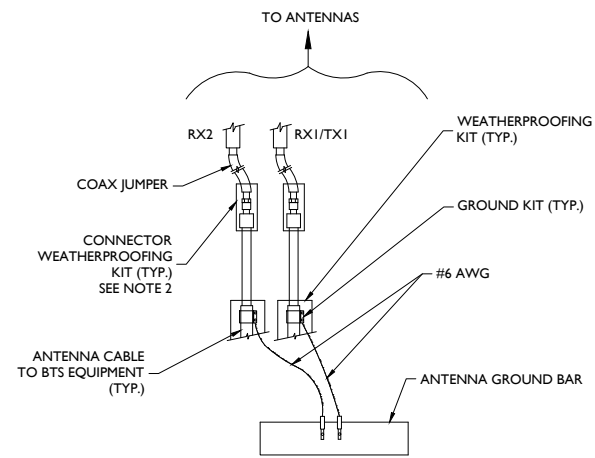 TO ANTENNAS
RX2
RX1/TX1
WEATHERPROOFING
KIT (TYP.)
COAX JUMPER
GROUND KIT (TYP.)
CONNECTOR
WEATHERPROOFING
KIT (TYP.)
SEE NOTE 2
#6 AWG
ANTENNA CABLE
TO BTS EQUIPMENT
(TYP.)
ANTENNA GROUND BAR